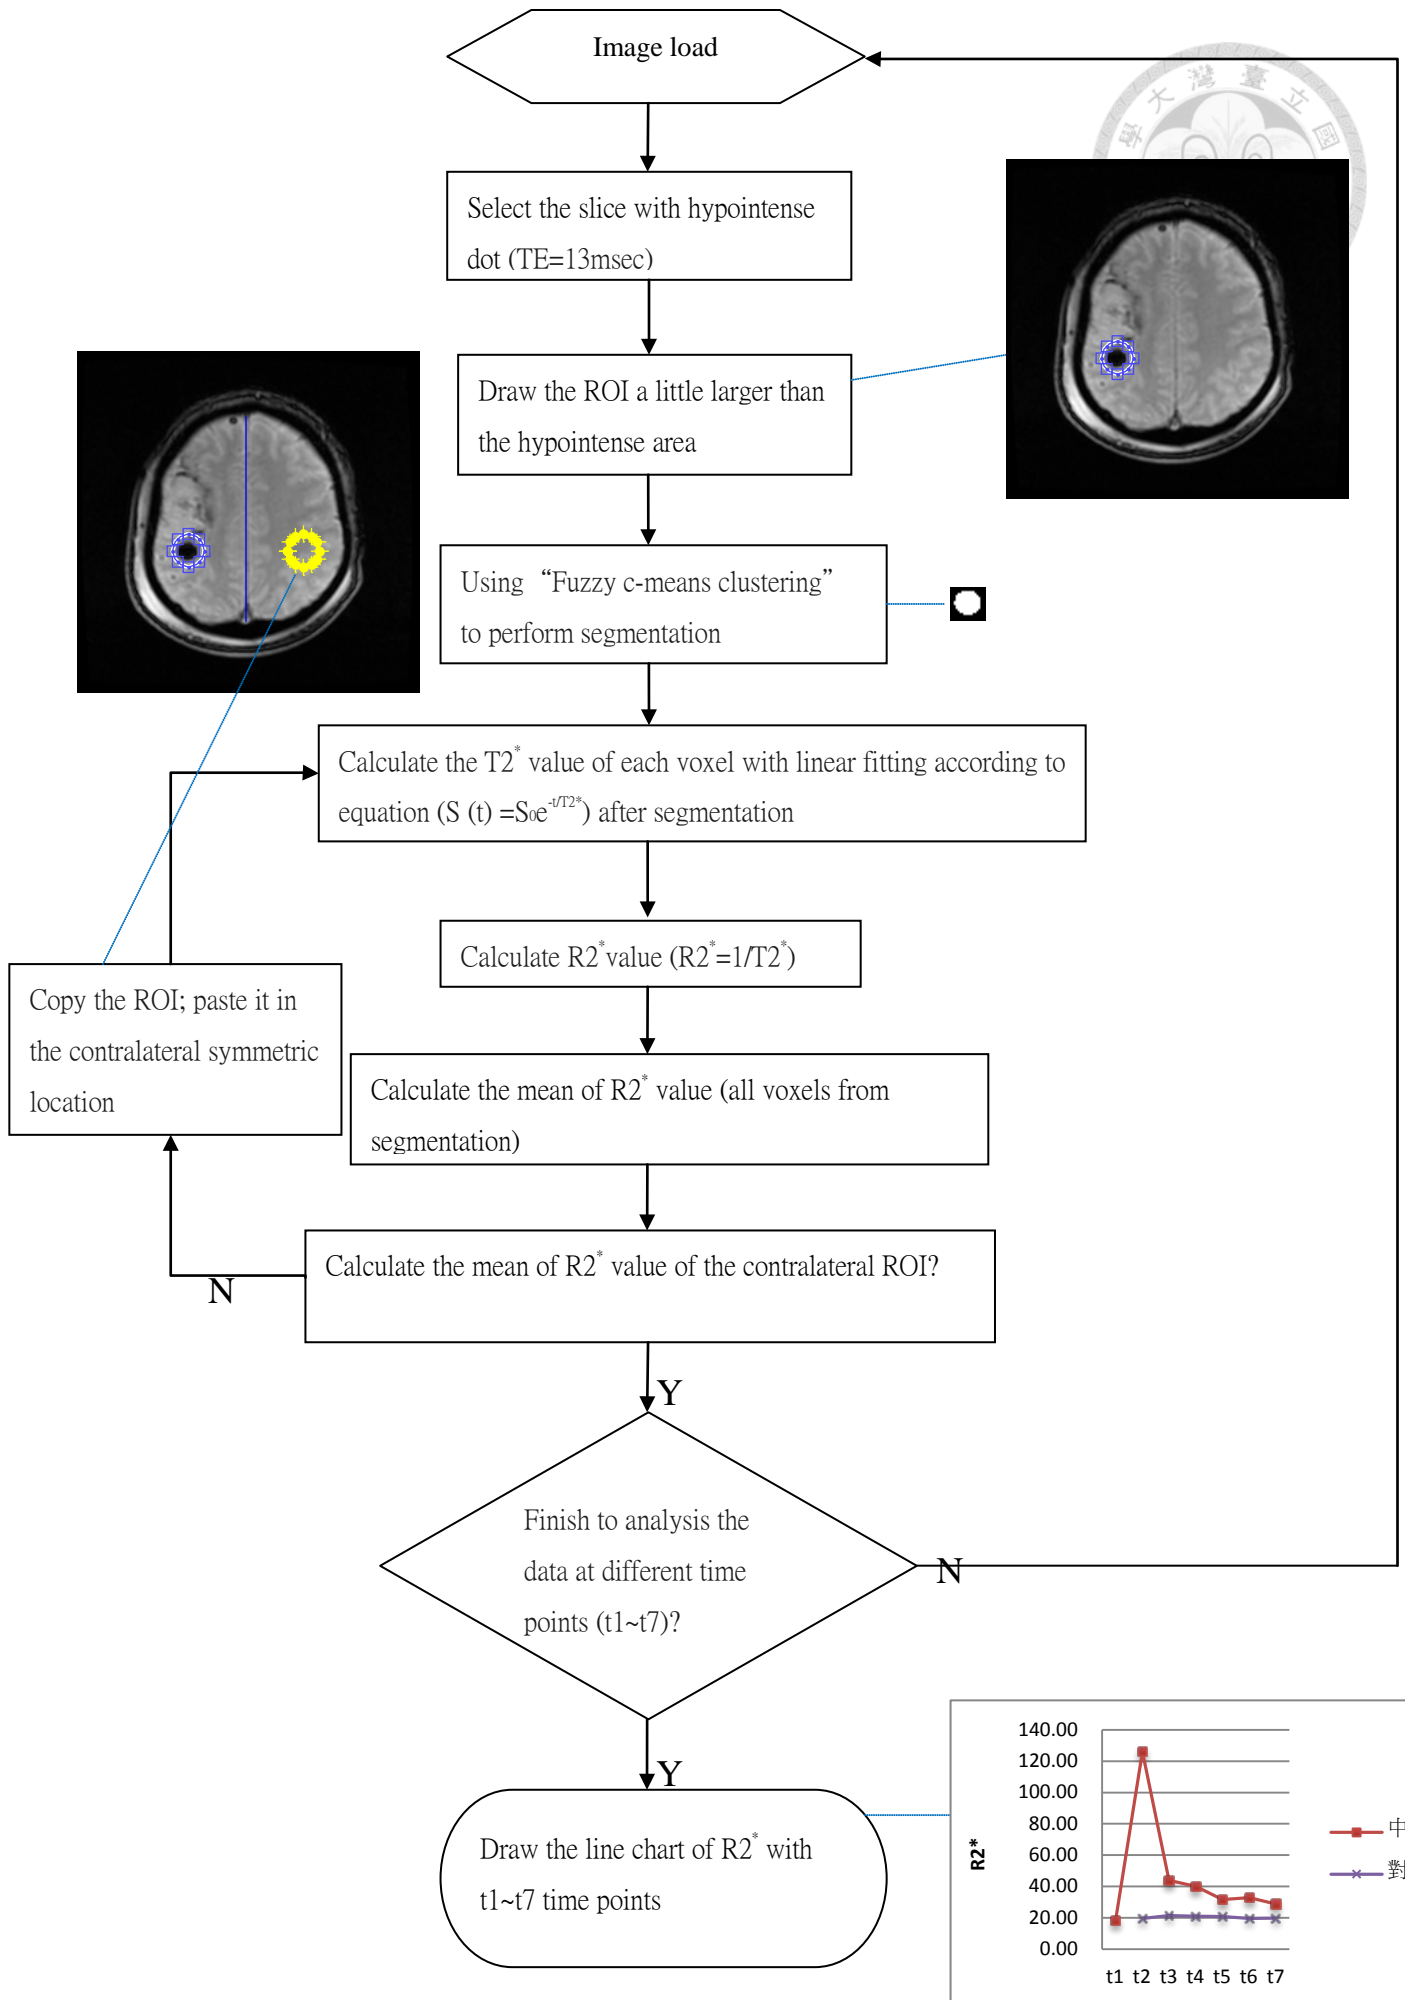 Image load
學大灣臺立國
Select the slice with hypointense
dot (TE=13msec)
Draw the ROI a little larger than
the hypointense area
Using “Fuzzy c-means clustering”
to perform segmentation
Calculate the T2* value of each voxel with linear fitting according to
equation (S (t) =S₀e^-t/T2*) after segmentation
Calculate R2* value (R2*=1/T2*)
Copy the ROI; paste it in
the contralateral symmetric
location
Calculate the mean of R2* value (all voxels from
segmentation)
Calculate the mean of R2* value of the contralateral ROI?
N
Y
Finish to analysis the
data at different time
points (t1~t7)?
N
Y
Draw the line chart of R2* with
t1~t7 time points
140.00
120.00
100.00
80.00
60.00
40.00
20.00
0.00
R2*
t1 t2 t3 t4 t5 t6 t7
中
對